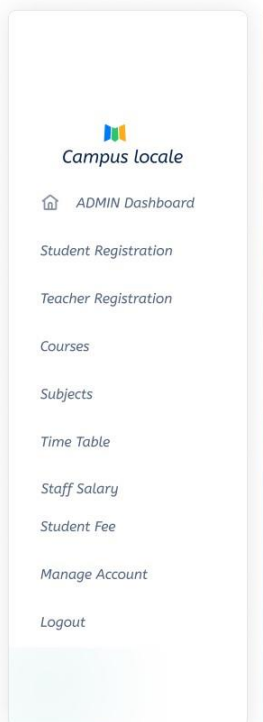 Campus locale
ADMIN Dashboard
Student Registration
Teacher Registration
Courses
Subjects
Time Table
Staff Salary
Student Fee
Manage Account
Logout